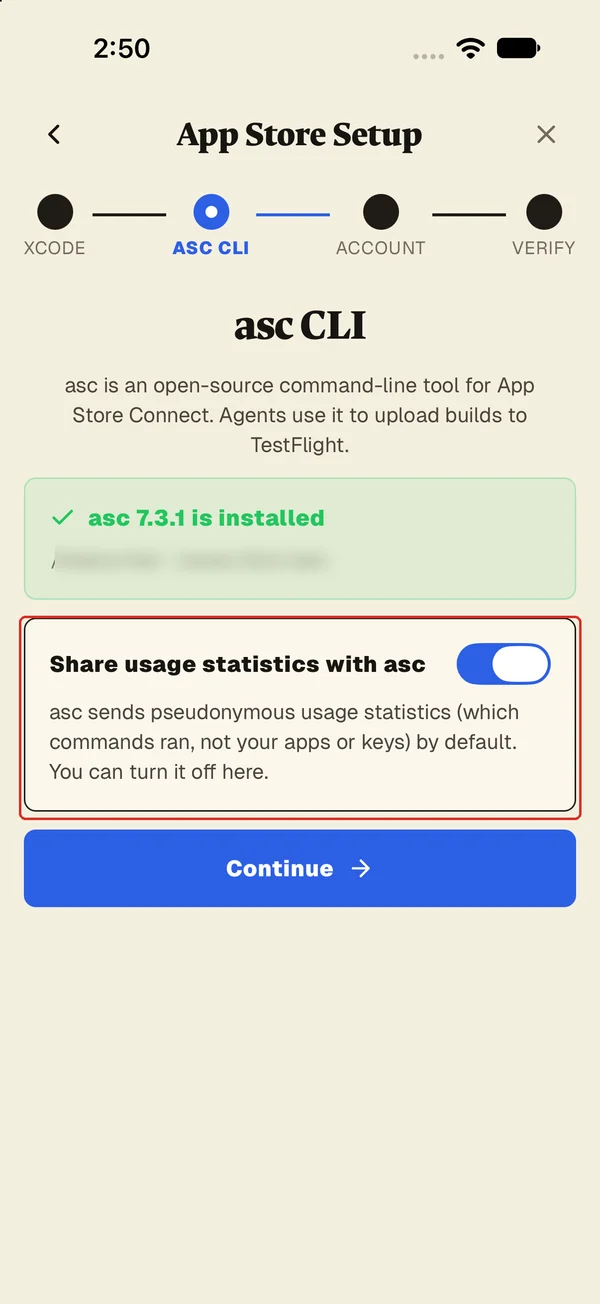 2:50
App Store Setup
XCODE
ASC CLI
ACCOUNT
VERIFY
asc CLI
asc is an open-source command-line tool for App
Store Connect. Agents use it to upload builds to
TestFlight.
asc 7.3.1 is installed
Share usage statistics with asc
asc sends pseudonymous usage statistics (which
commands ran, not your apps or keys) by default.
You can turn it off here.
Continue →